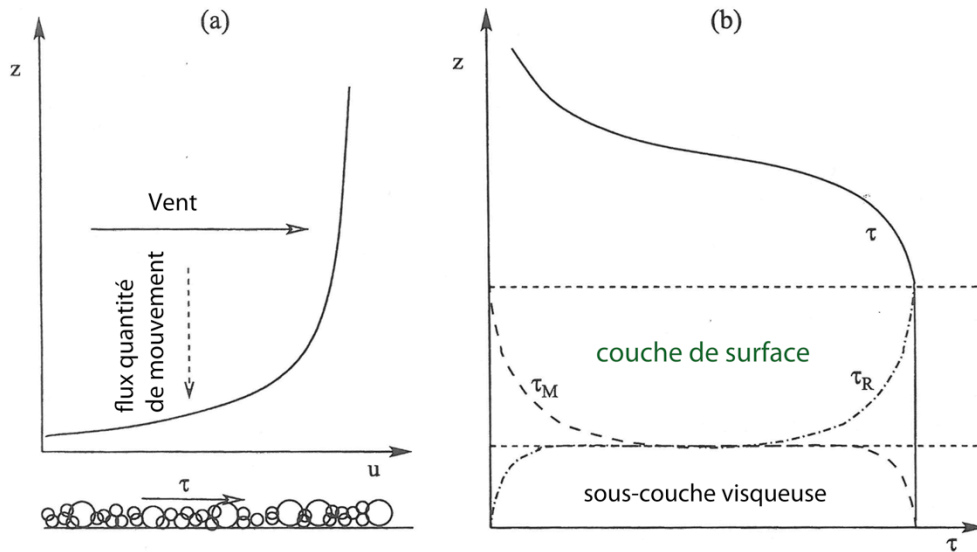 (a)
z
Vent
flux quantité
de mouvement
u
τ
(b)
z
τ
couche de surface
τM
τR
sous-couche visqueuse
τ